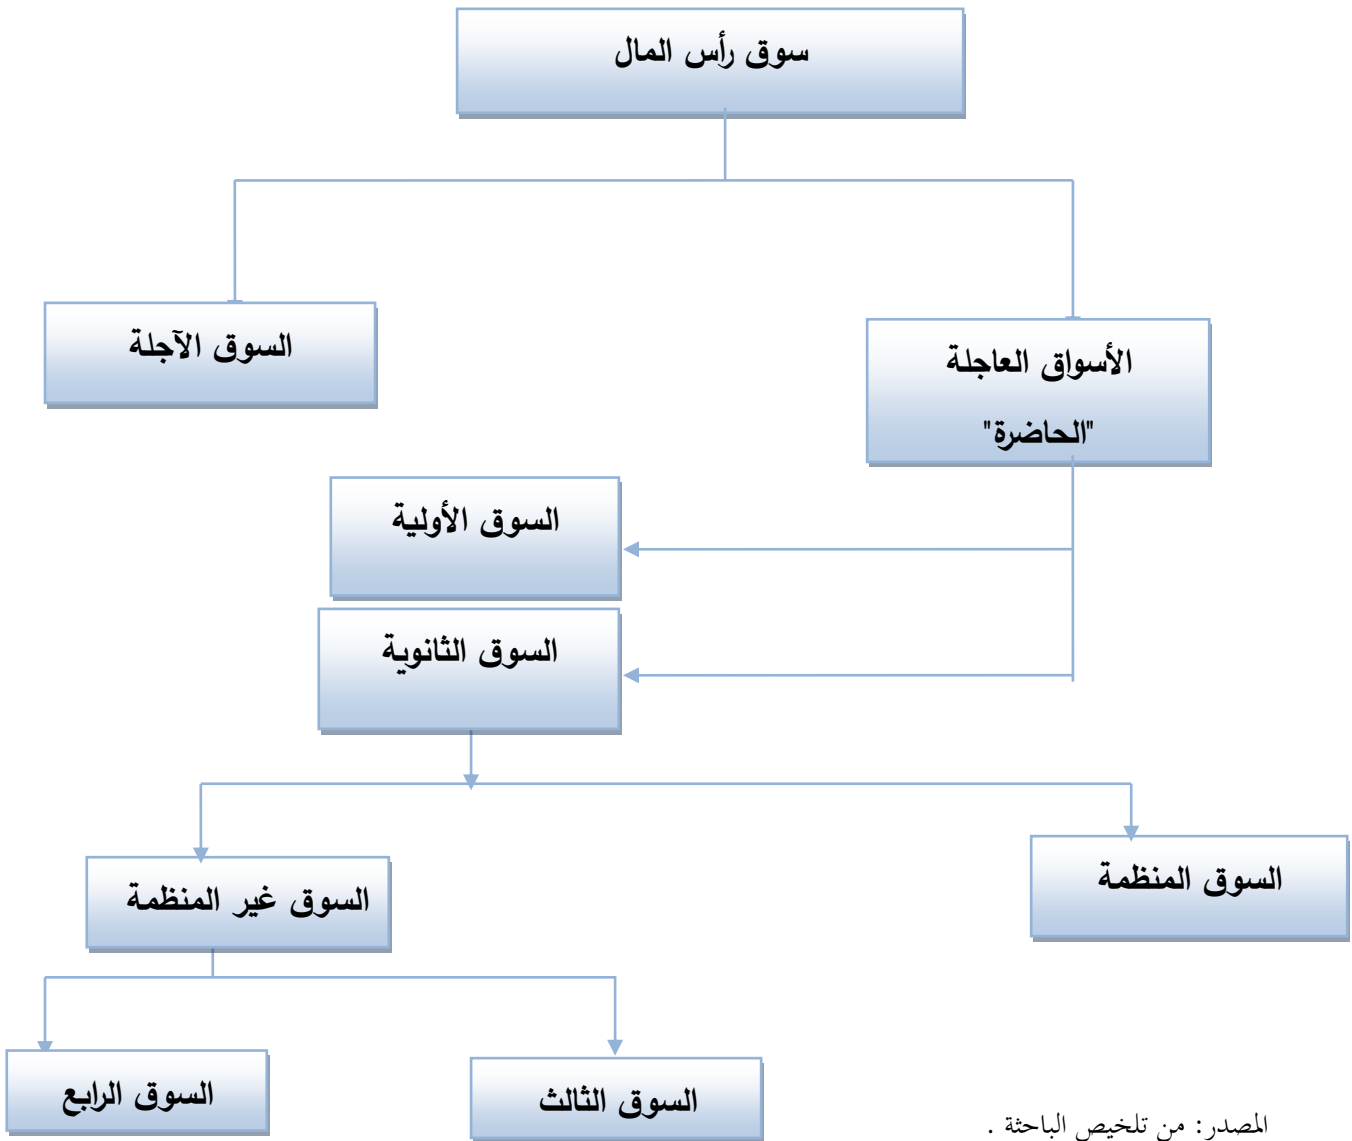 سوق رأس المال
الأسواق العاجلة
"الحاضرة"
السوق الآجلة
السوق الأولية
السوق الثانوية
السوق المنظمة
السوق غير المنظمة
السوق الثالث
السوق الرابع
المصدر: من تلخيص الباحثة .